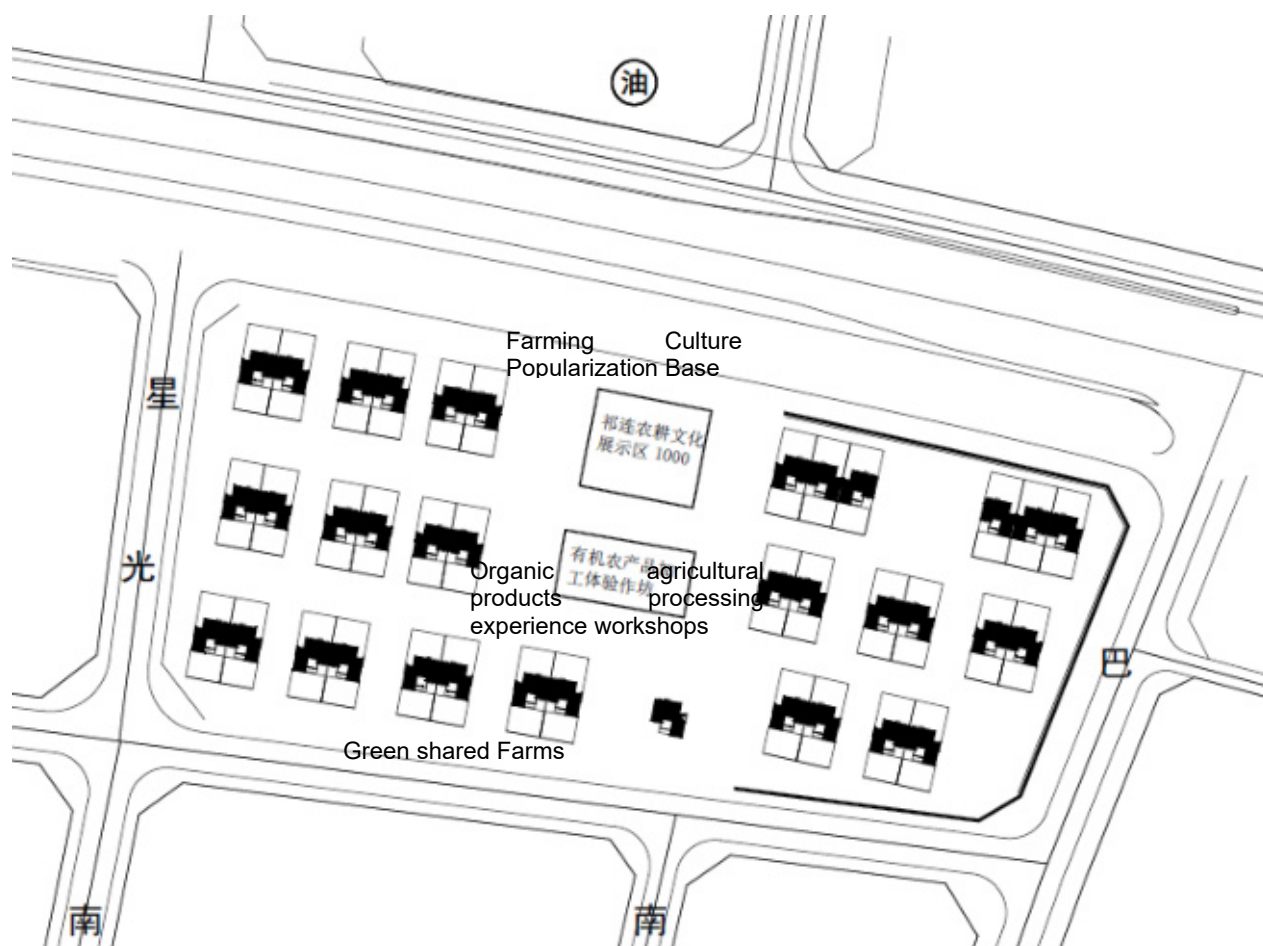 油
Farming Culture
Popularization Base
祁连农耕文化
展示区 1000
星
光
有机农产品
工体验作坊
Organic agricultural
products processing
experience workshops
巴
Green shared Farms
南
南